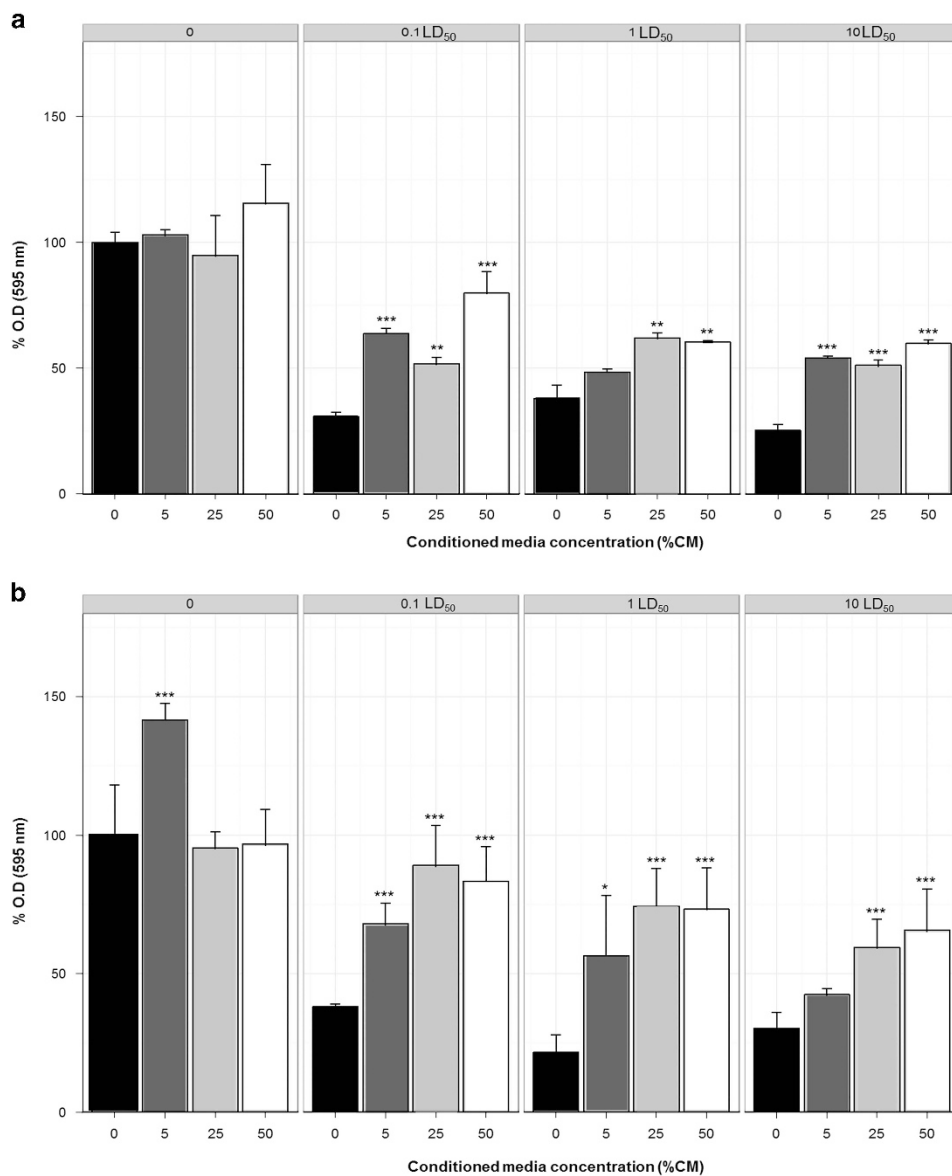 a
0 0.1 LD50 1 LD50 10 LD50
150
***
*** ** ** *** *** ***
100
**
50
0
% O.D (595 nm)
0 5 25 50 0 5 25 50 0 5 25 50 0 5 25 50
Conditioned media concentration (%CM)
b
0 0.1 LD50 1 LD50 10 LD50
150
***
*** *** *** * *** *** *** ***
100
50
0
% O.D (595 nm)
0 5 25 50 0 5 25 50 0 5 25 50 0 5 25 50
Conditioned media concentration (%CM)